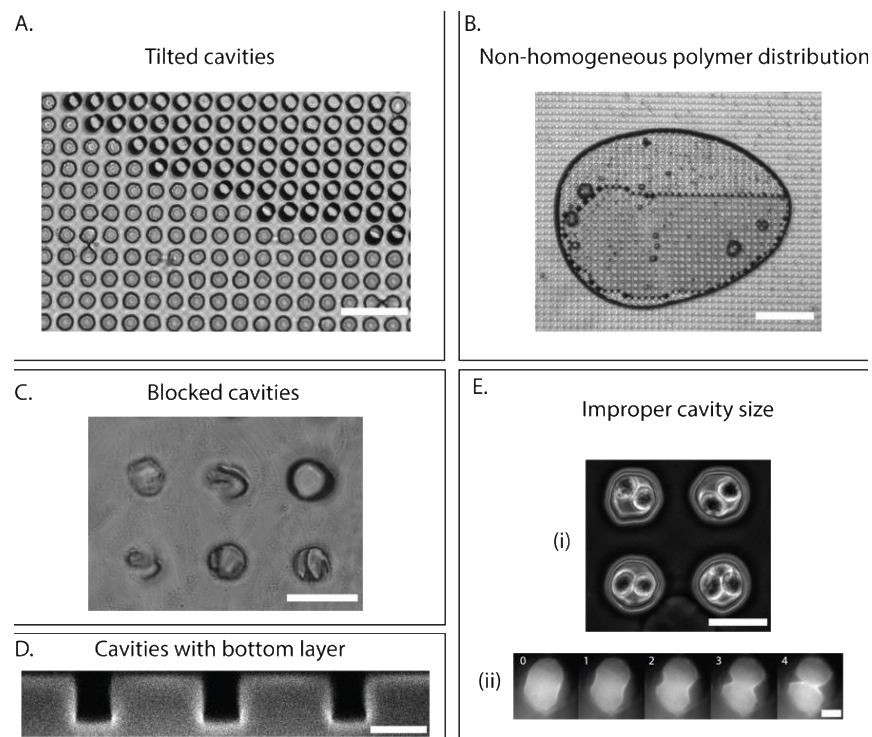 A.
Tilted cavities
B.
Non-homogeneous polymer distribution
C.
Blocked cavities
D.
Cavities with bottom layer
E.
Improper cavity size
(i)
(ii)
0 1 2 3 4